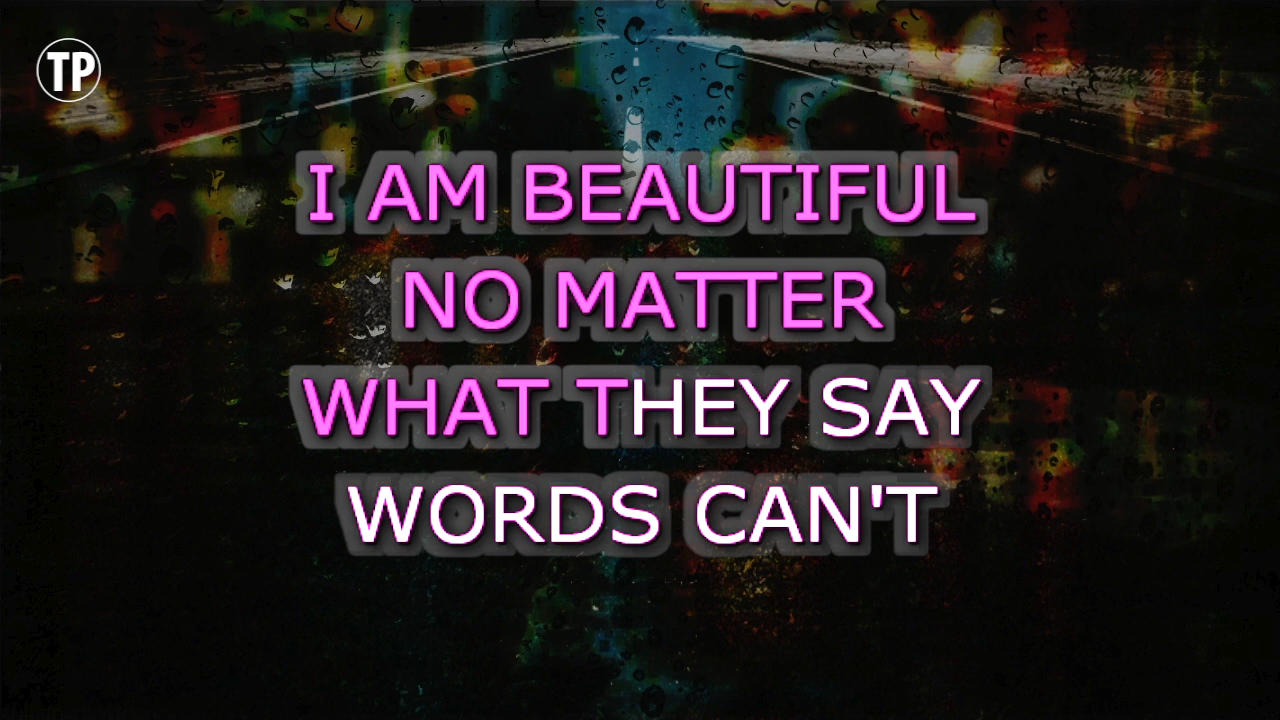 TP
I AM BEAUTIFUL
NO MATTER
WHAT THEY SAY
WORDS CAN'T